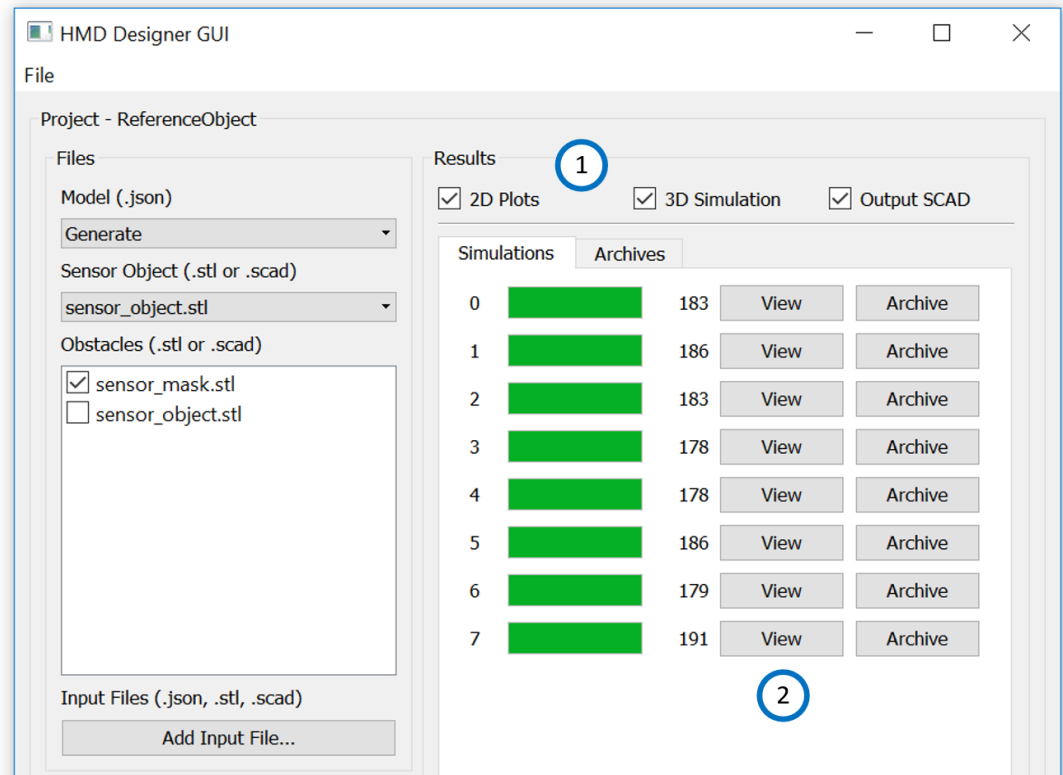 HMD Designer GUI
File
Project - ReferenceObject
Files
Model (.json)
Generate
Sensor Object (.stl or .scad)
sensor_object.stl
Obstacles (.stl or .scad)
sensor_mask.stl
sensor_object.stl
Input Files (.json, .stl, .scad)
Add Input File...
Results
1
2D Plots 3D Simulation Output SCAD
Simulations Archives
0 183 View Archive
1 186 View Archive
2 183 View Archive
3 178 View Archive
4 178 View Archive
5 186 View Archive
6 179 View Archive
7 191 View Archive
2